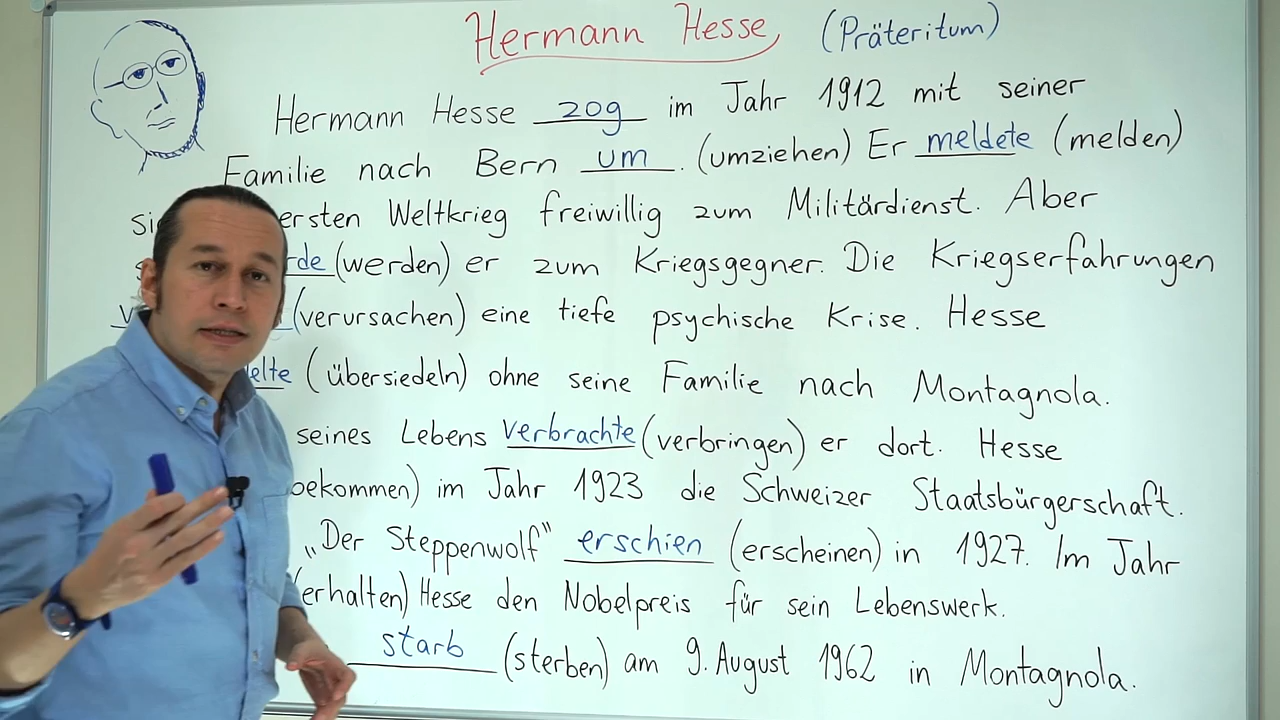 Hermann Hesse (Präteritum)
Hermann Hesse zog im Jahr 1912 mit seiner
Familie nach Bern um. (umziehen) Er meldete (melden)
ersten Weltkrieg freiwillig zum Militärdienst. Aber
(werden) er zum Kriegsgegner. Die Kriegserfahrungen
(verursachen) eine tiefe psychische Krise. Hesse
(übersiedeln) ohne seine Familie nach Montagnola.
seines Lebens verbrachte (verbringen) er dort. Hesse
im Jahr 1923 die Schweizer Staatsbürgerschaft.
„Der Steppenwolf“ erschien (erscheinen) in 1927. Im Jahr
(erhalten) Hesse den Nobelpreis für sein Lebenswerk.
starb (sterben) am 9. August 1962 in Montagnola.